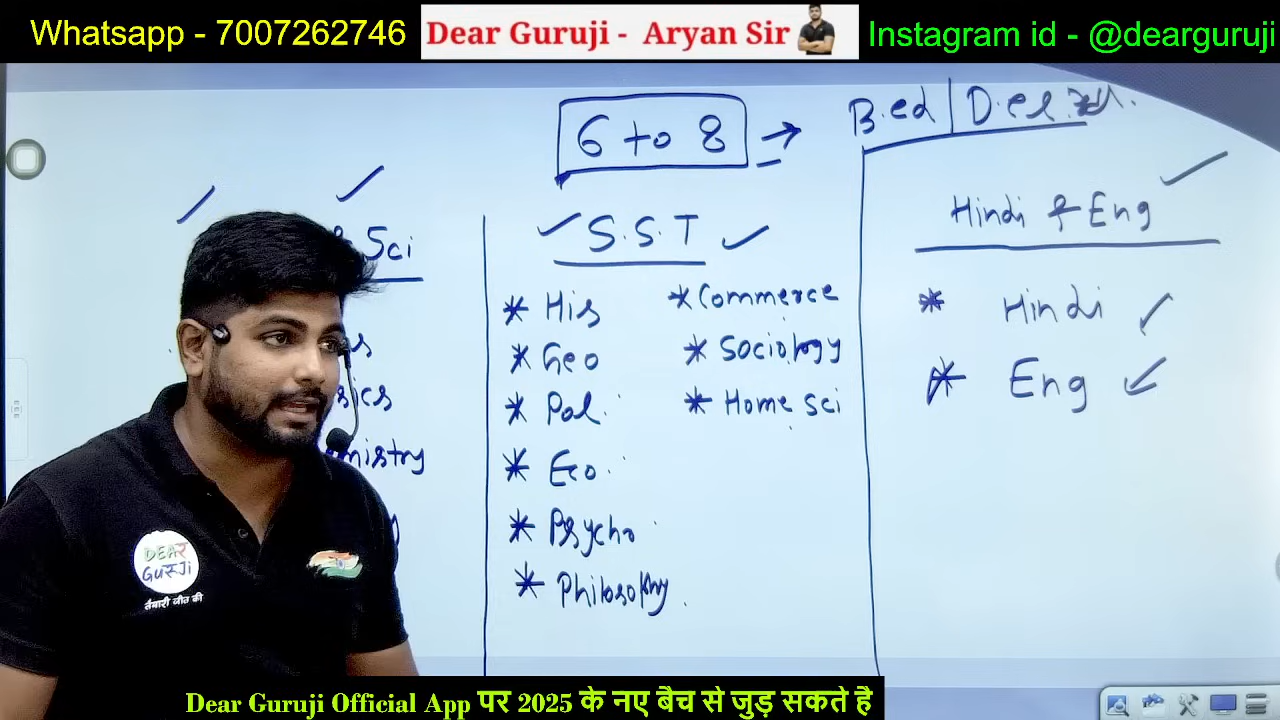 Whatsapp - 7007262746
Dear Guruji - Aryan Sir
Instagram id - @dearguruji
6 to 8 →
B.ed | D.el.
Sci
S.S.T
* His
* Geo
* Pol.
* Eco.
* Psycho
* Philosophy.
* Commerce
* Sociology
* Home sci
Hindi & Eng
* Hindi
* Eng
DEAR
GURUJI
तैयारी जीत की
Dear Guruji Official App पर 2025 के नए बैच से जुड़ सकते है